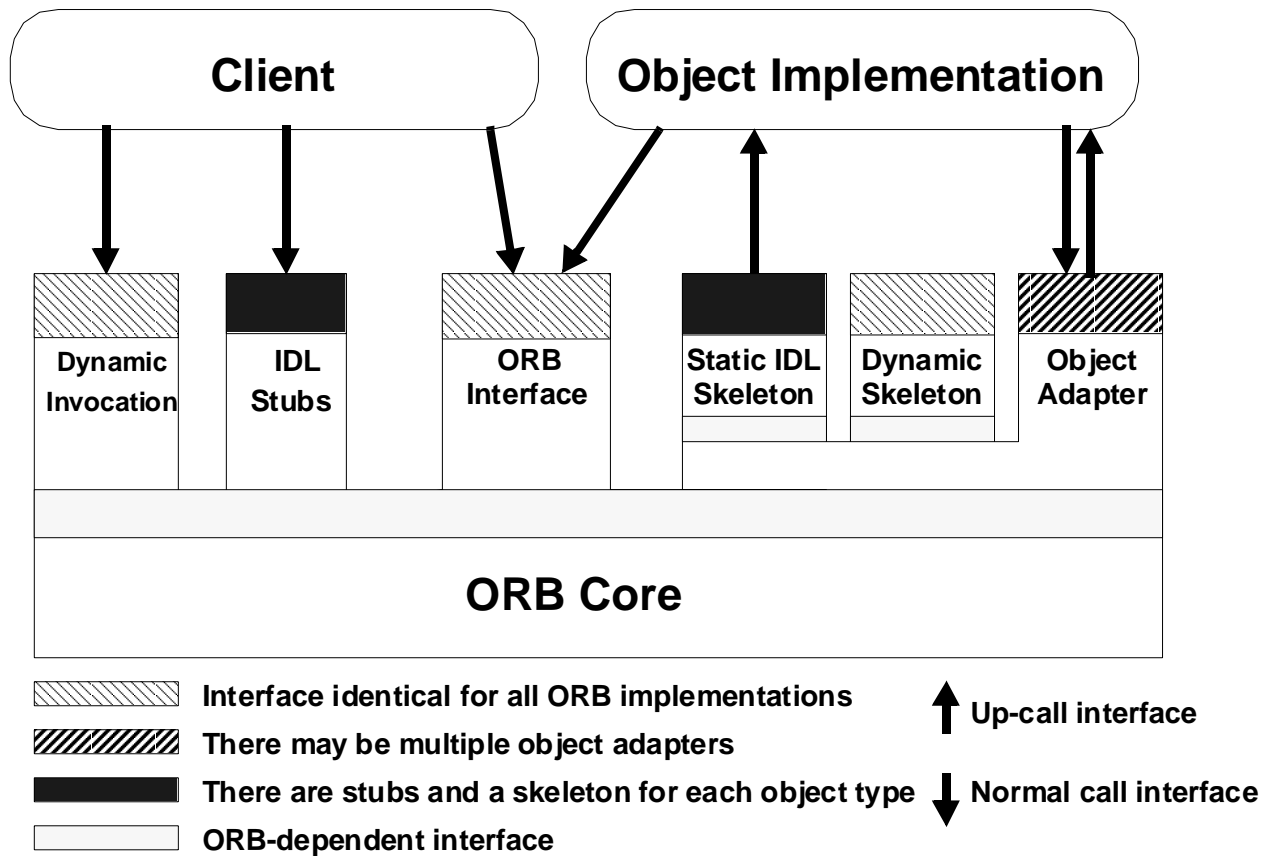 Client
Object Implementation
Dynamic
Invocation
IDL
Stubs
ORB
Interface
Static IDL
Skeleton
Dynamic
Skeleton
Object
Adapter
ORB Core
Interface identical for all ORB implementations
There may be multiple object adapters
There are stubs and a skeleton for each object type
ORB-dependent interface
Up-call interface
Normal call interface